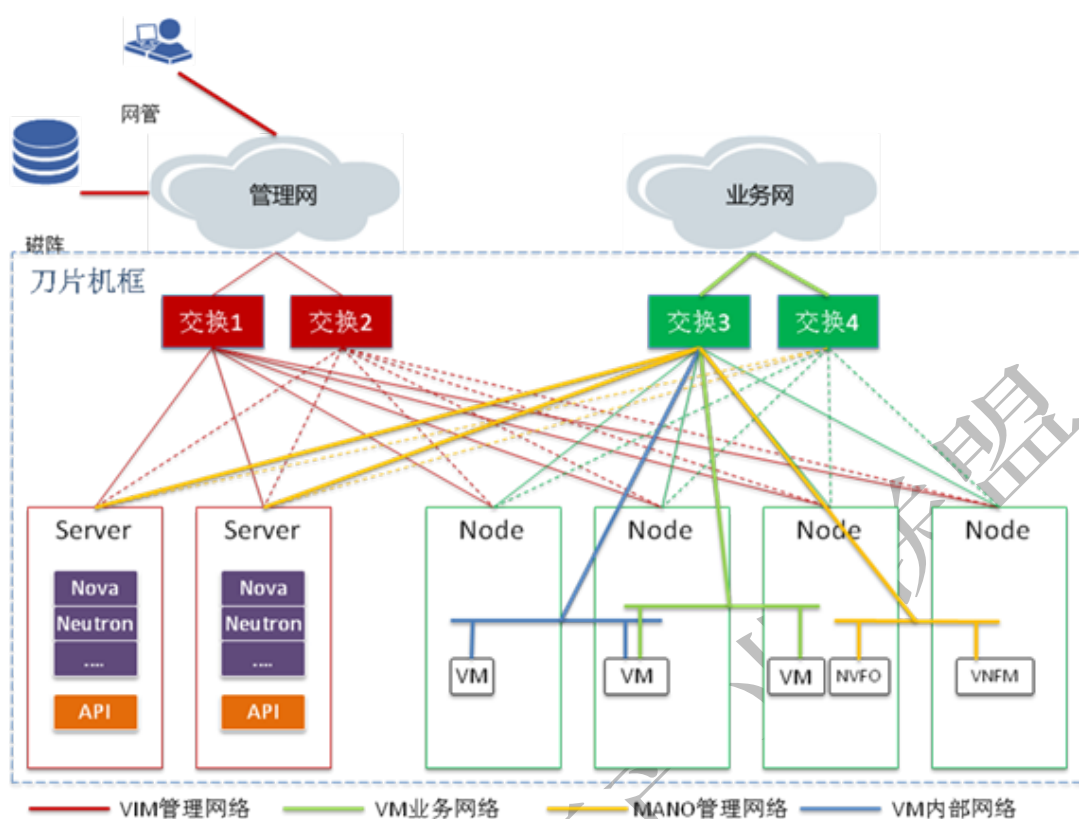 网管
管理网
业务网
磁阵
刀片机框
交换1
交换2
交换3
交换4
Server
Server
Node
Node
Node
Node
Nova
Neutron
....
API
Nova
Neutron
....
API
VM
VM
VM
NVFO
VNFM
VIM管理网络
VM业务网络
MANO管理网络
VM内部网络